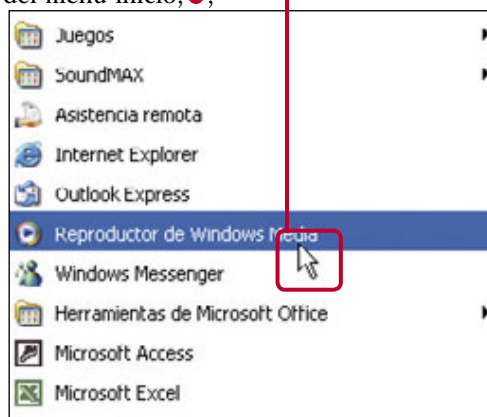 del menú Inicio, ,
Juegos
SoundMAX
Asistencia remota
Internet Explorer
Outlook Express
Reproductor de Windows Media
Windows Messenger
Herramientas de Microsoft Office
Microsoft Access
Microsoft Excel